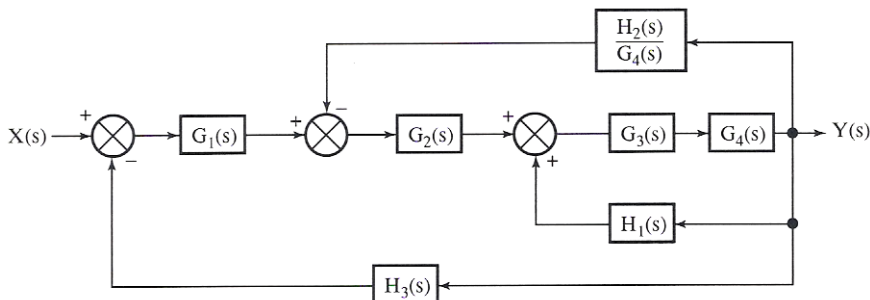 H₂(s)
G₄(s)
+
−
X(s)
+
−
G₁(s)
+
G₂(s)
+
+
G₃(s)
G₄(s)
Y(s)
H₁(s)
H₃(s)